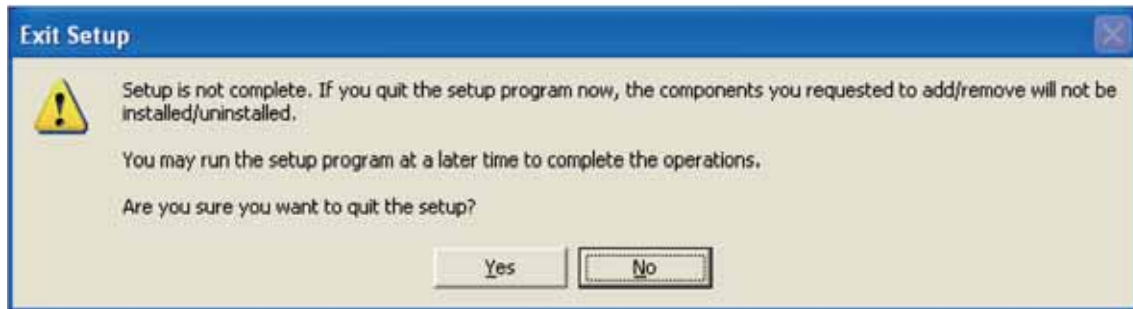 Exit Setup
Setup is not complete. If you quit the setup program now, the components you requested to add/remove will not be
installed/uninstalled.
You may run the setup program at a later time to complete the operations.
Are you sure you want to quit the setup?
Yes No